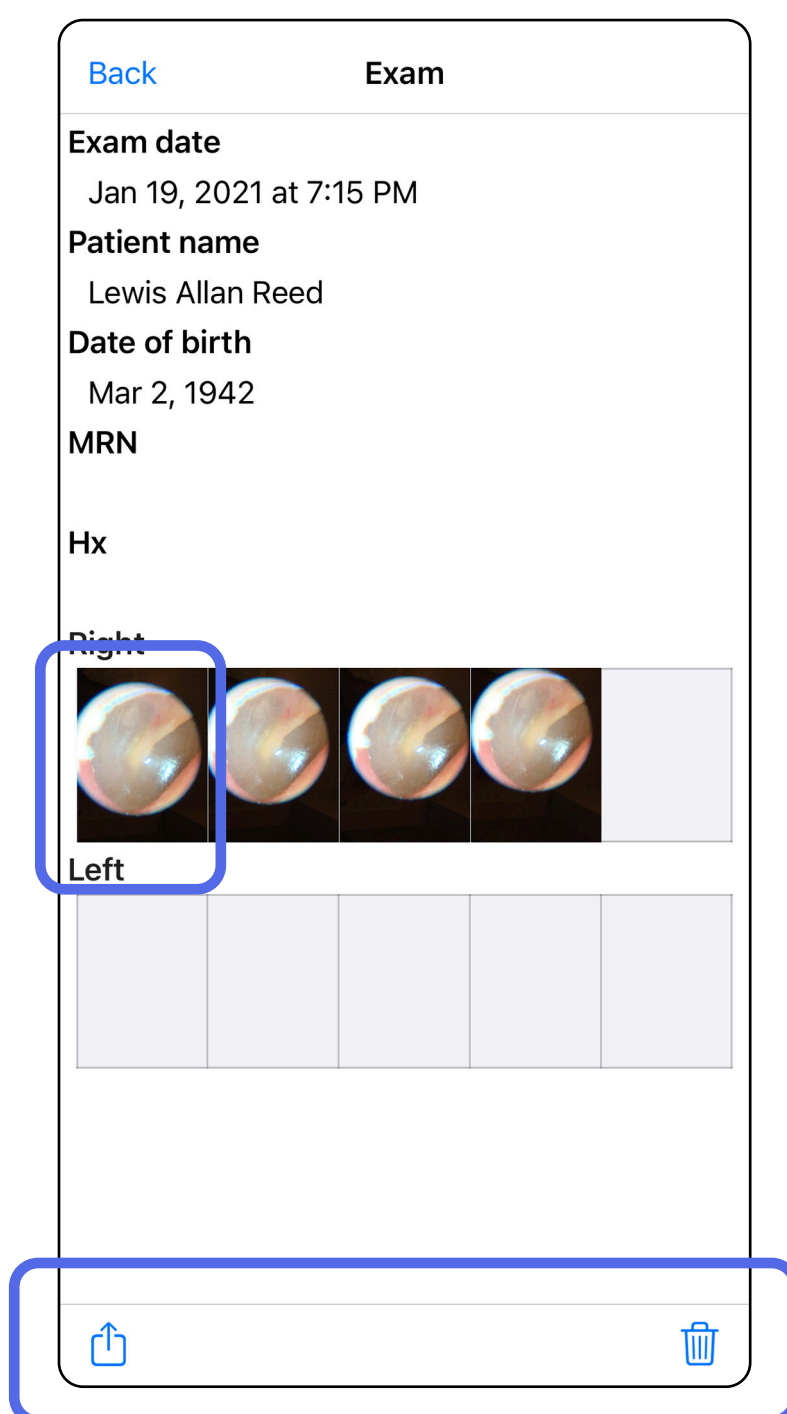 Back
Exam
Exam date
Jan 19, 2021 at 7:15 PM
Patient name
Lewis Allan Reed
Date of birth
Mar 2, 1942
MRN
Hx
Right
Left